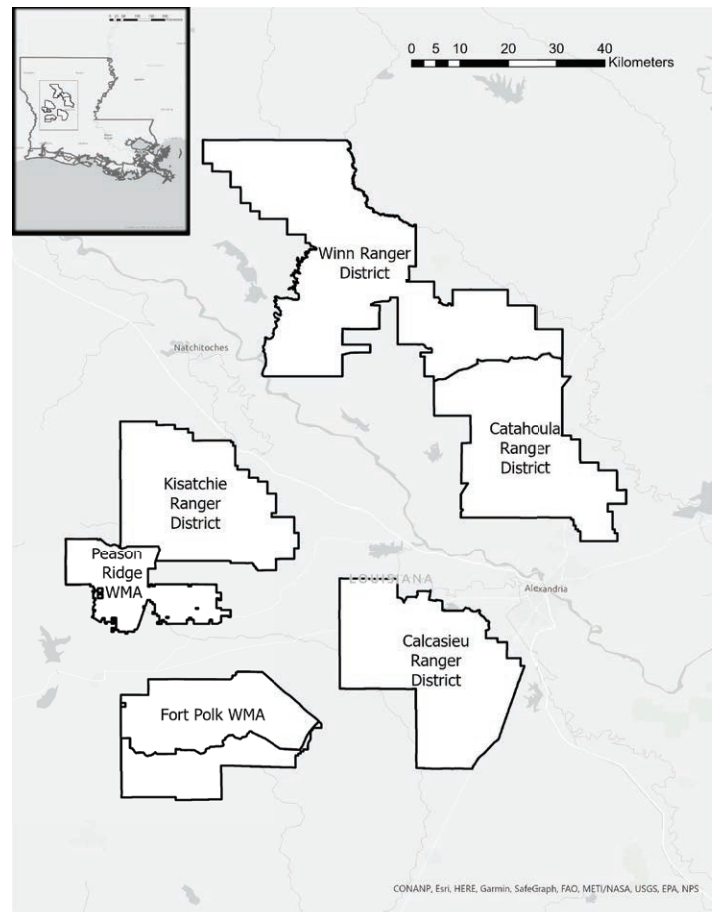 0 5 10 20 30 40
Kilometers
Winn Ranger
District
Natchitoches
Catahoula
Ranger
District
Kisatchie
Ranger
District
Peason
Ridge
WMA
LOUISIANA
Alexandria
Calcasieu
Ranger
District
Fort Polk WMA
CONANP, Esri, HERE, Garmin, SafeGraph, FAO, METI/NASA, USGS, EPA, NPS